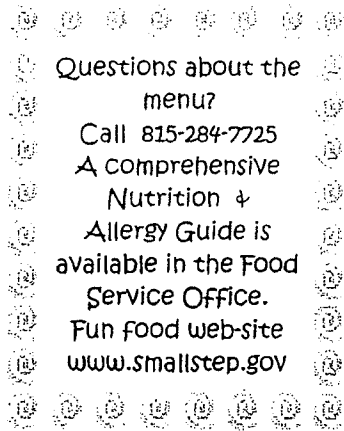 Questions about the
menu?
Call 815-284-7725
A comprehensive
Nutrition &
Allergy Guide is
available in the Food
Service Office.
Fun food web-site
www.smallstep.gov